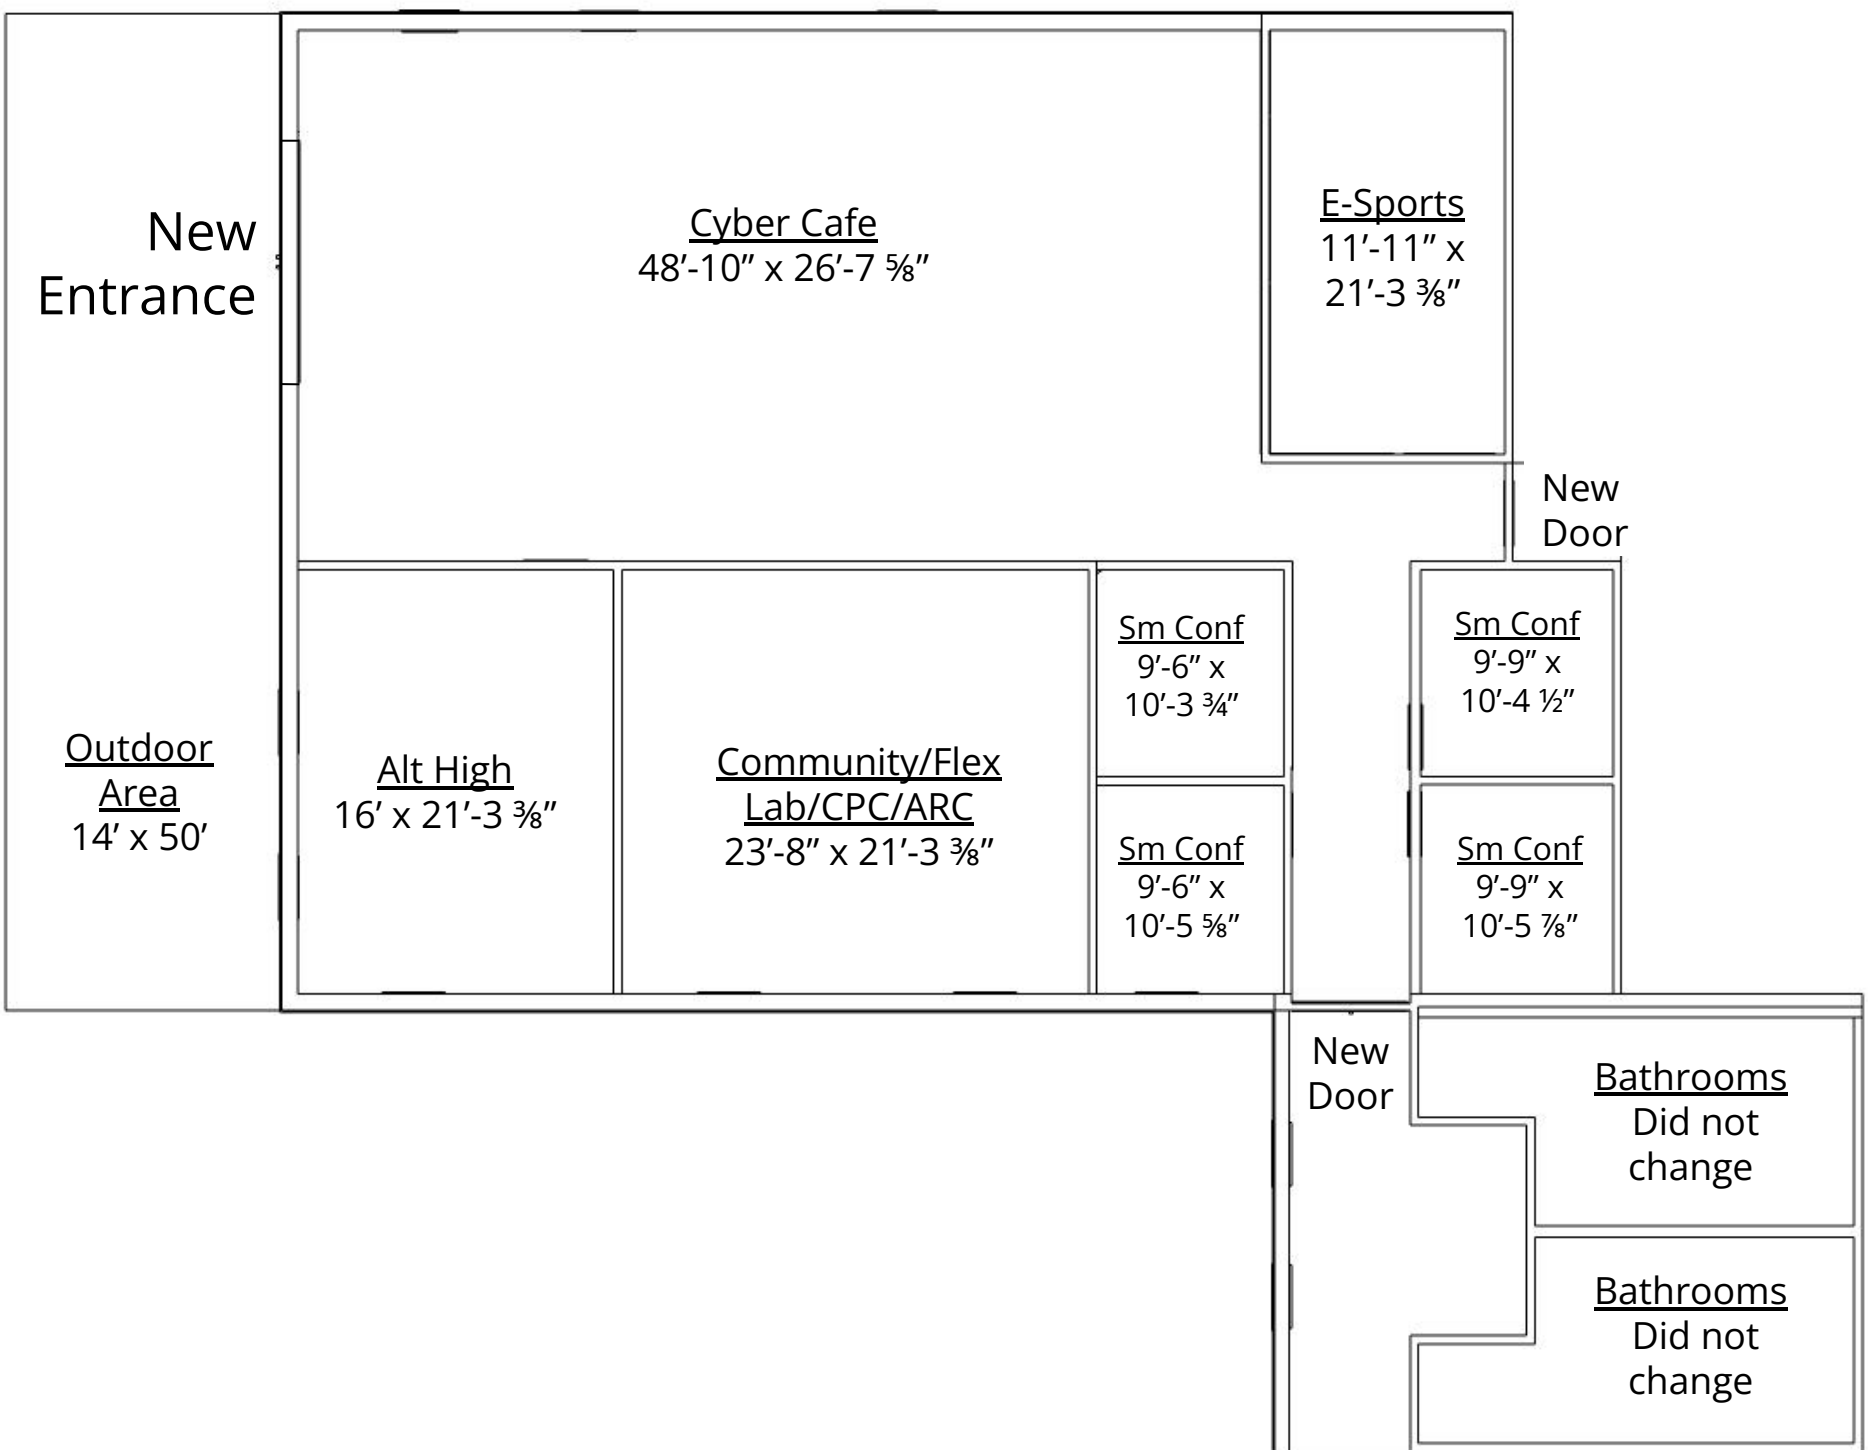 New
Entrance
Cyber Cafe
48’-10” x 26’-7 ⅝”
E-Sports
11’-11” x
21’-3 ⅜”
New
Door
Outdoor
Area
14’ x 50’
Alt High
16’ x 21’-3 ⅜”
Community/Flex
Lab/CPC/ARC
23’-8” x 21’-3 ⅜”
Sm Conf
9’-6” x
10’-3 ¾”
Sm Conf
9’-9” x
10’-4 ½”
Sm Conf
9’-6” x
10’-5 ⅝”
Sm Conf
9’-9” x
10’-5 ⅞”
New
Door
Bathrooms
Did not
change
Bathrooms
Did not
change